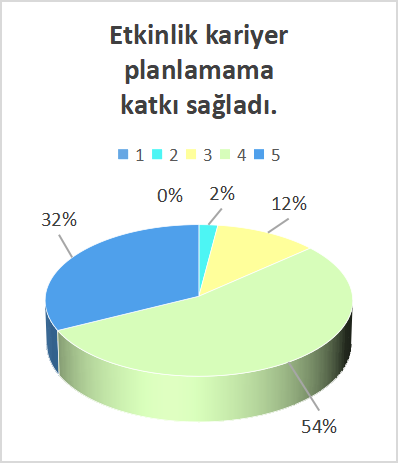 Etkinlik kariyer
planlamama
katkı sağladı.
1 2 3 4 5
0% 2% 12%
32%
54%